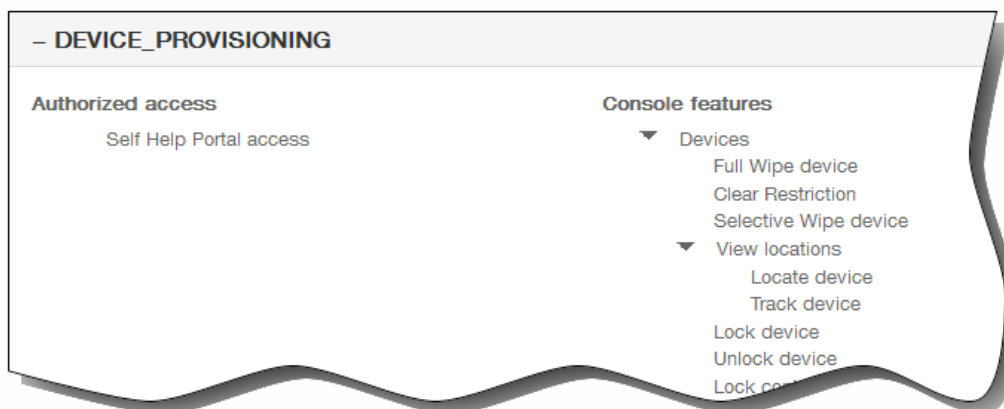 – DEVICE_PROVISIONING
Authorized access
Self Help Portal access
Console features
Devices
Full Wipe device
Clear Restriction
Selective Wipe device
View locations
Locate device
Track device
Lock device
Unlock device
Lock